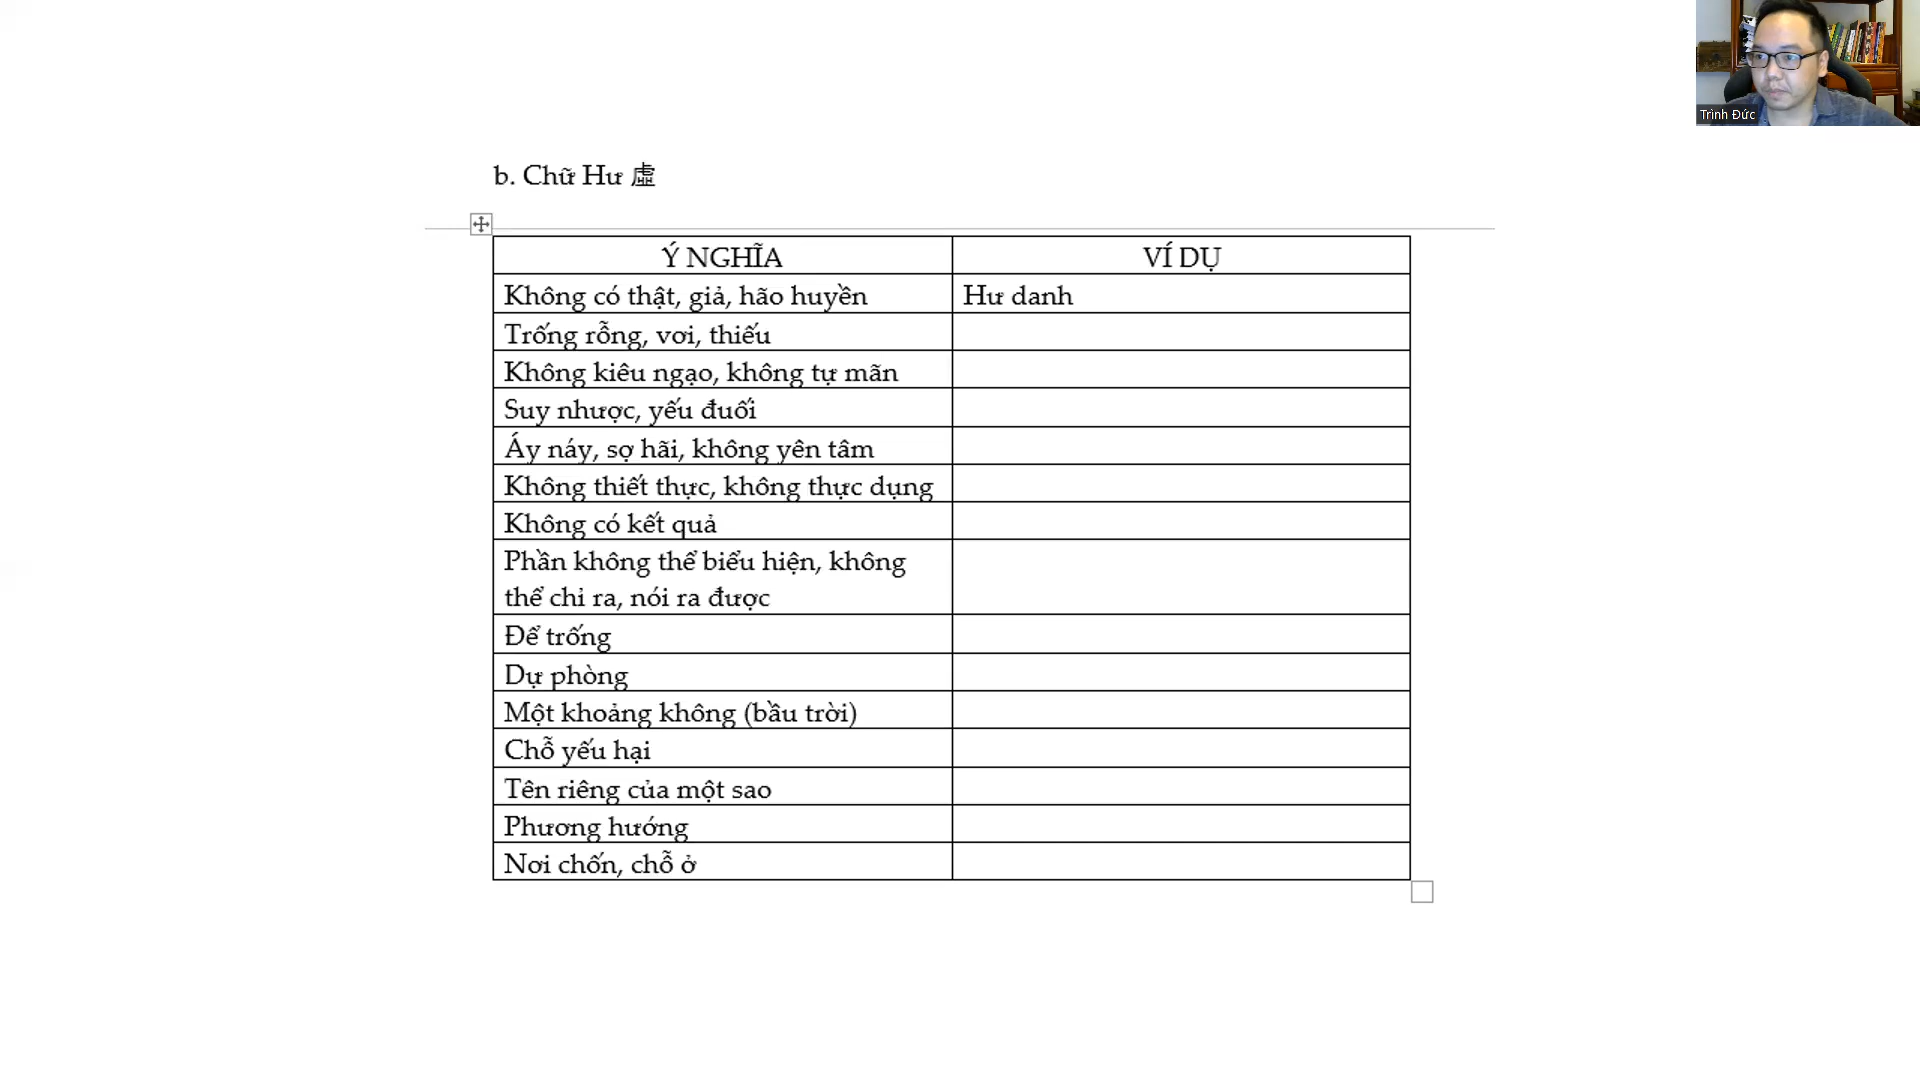 Trình Đức
b. Chữ Hư 虛
Ý NGHĨA
VÍ DỤ
Không có thật, giả, hão huyền
Hư danh
Trống rỗng, vơi, thiếu
Không kiêu ngạo, không tự mãn
Suy nhược, yếu đuối
Áy náy, sợ hãi, không yên tâm
Không thiết thực, không thực dụng
Không có kết quả
Phần không thể biểu hiện, không
thể chỉ ra, nói ra được
Để trống
Dự phòng
Một khoảng không (bầu trời)
Chỗ yếu hại
Tên riêng của một sao
Phương hướng
Nơi chốn, chỗ ở